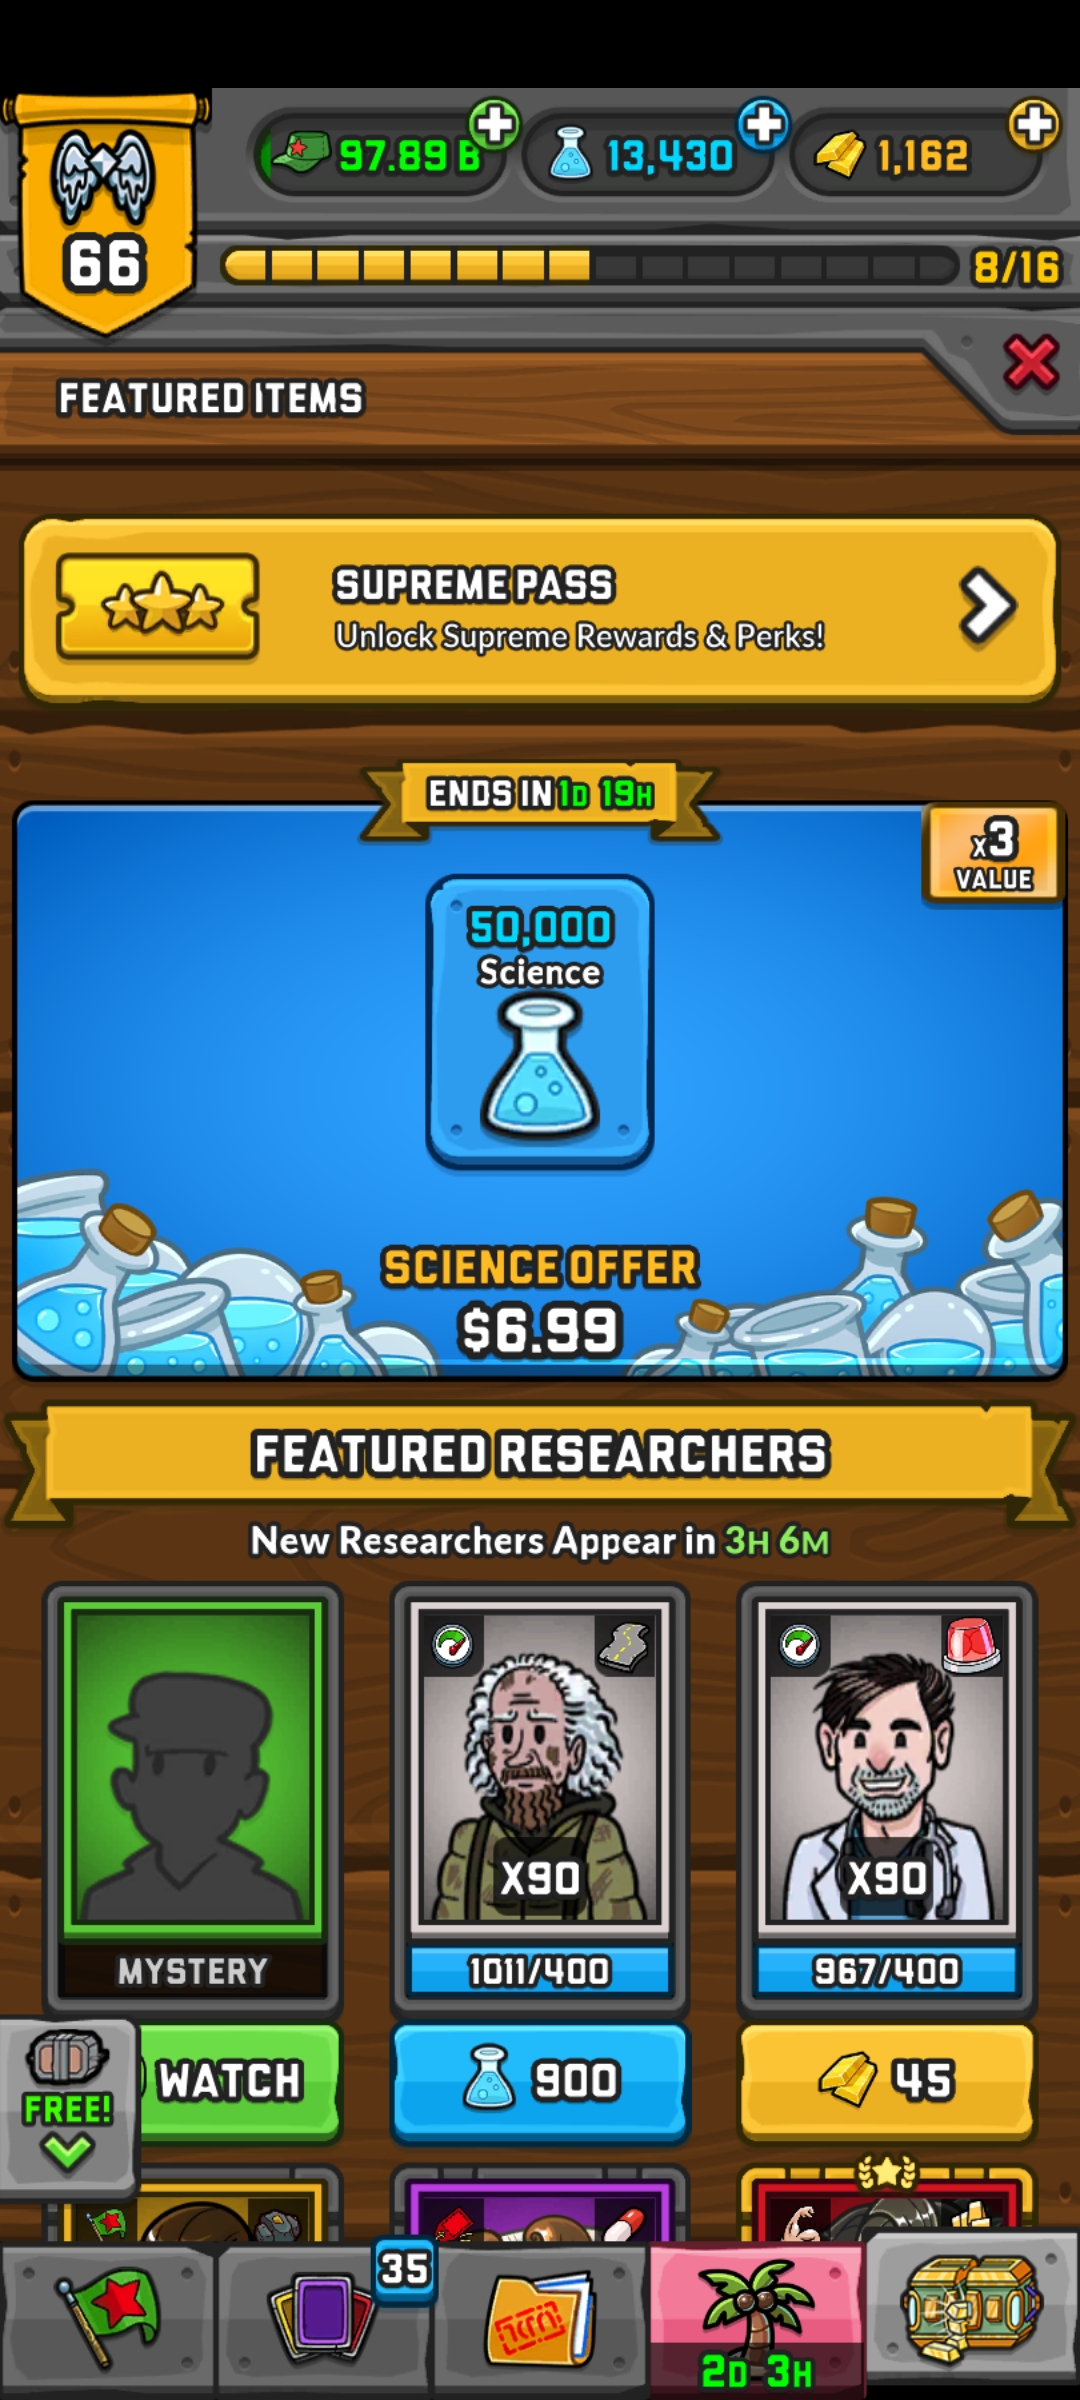 97.89 B
13,430
1,162
66
8/16
FEATURED ITEMS
SUPREME PASS
Unlock Supreme Rewards & Perks!
ENDS IN 1D 19H
x3
VALUE
50,000
Science
SCIENCE OFFER
$6.99
FEATURED RESEARCHERS
New Researchers Appear in 3H 6M
X90
X90
MYSTERY
1011/400
967/400
FREE!
WATCH
900
45
35
2D 3H